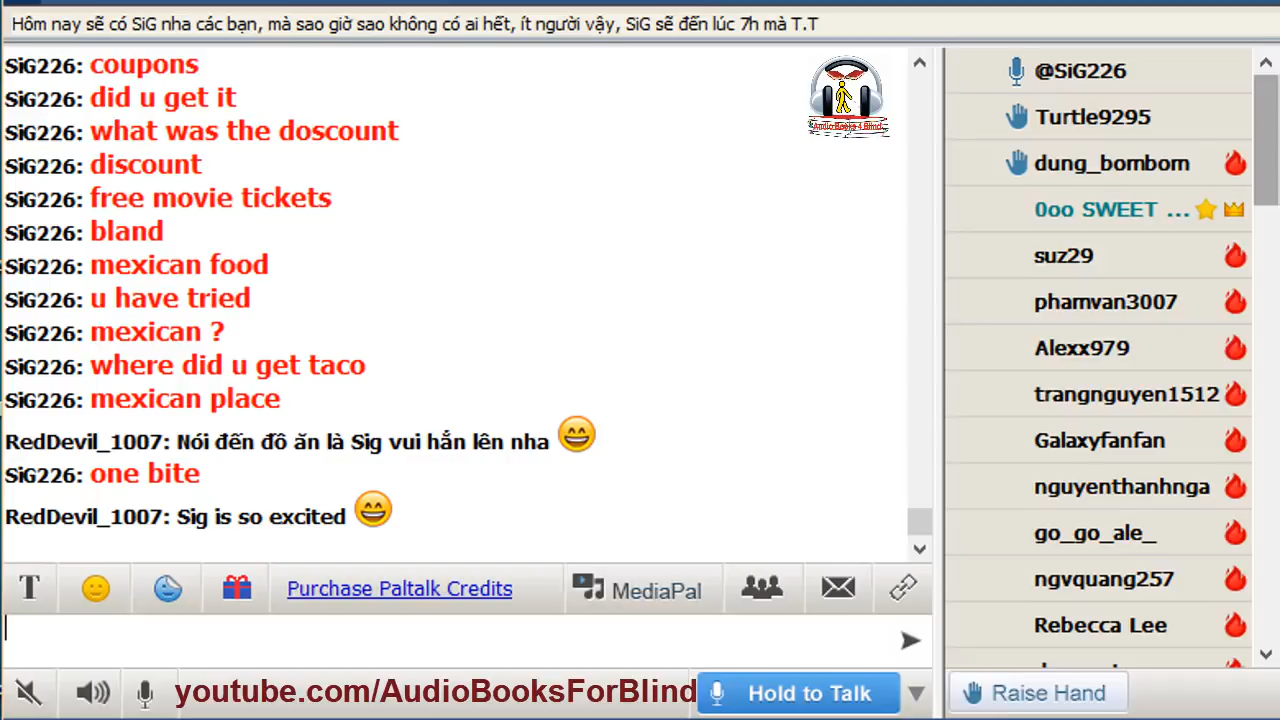 Hôm nay sẽ có SiG nha các bạn, mà sao giờ sao không có ai hết, ít người vậy, SiG sẽ đến lúc 7h mà T.T
SiG226: coupons
SiG226: did u get it
SiG226: what was the doscount
SiG226: discount
SiG226: free movie tickets
SiG226: bland
SiG226: mexican food
SiG226: u have tried
SiG226: mexican ?
SiG226: where did u get taco
SiG226: mexican place
RedDevil_1007: Nói đến đồ ăn là Sig vui hẳn lên nha
SiG226: one bite
RedDevil_1007: Sig is so excited
AudioBooks 4 Blind
@SiG226
Turtle9295
dung_bombom
0oo SWEET ...
suz29
phamvan3007
Alexx979
trangnguyen1512
Galaxyfanfan
nguyenthanhnga
go_go_ale_
ngvquang257
Rebecca Lee
T
Purchase Paltalk Credits
MediaPal
youtube.com/AudioBooksForBlind
Hold to Talk
Raise Hand